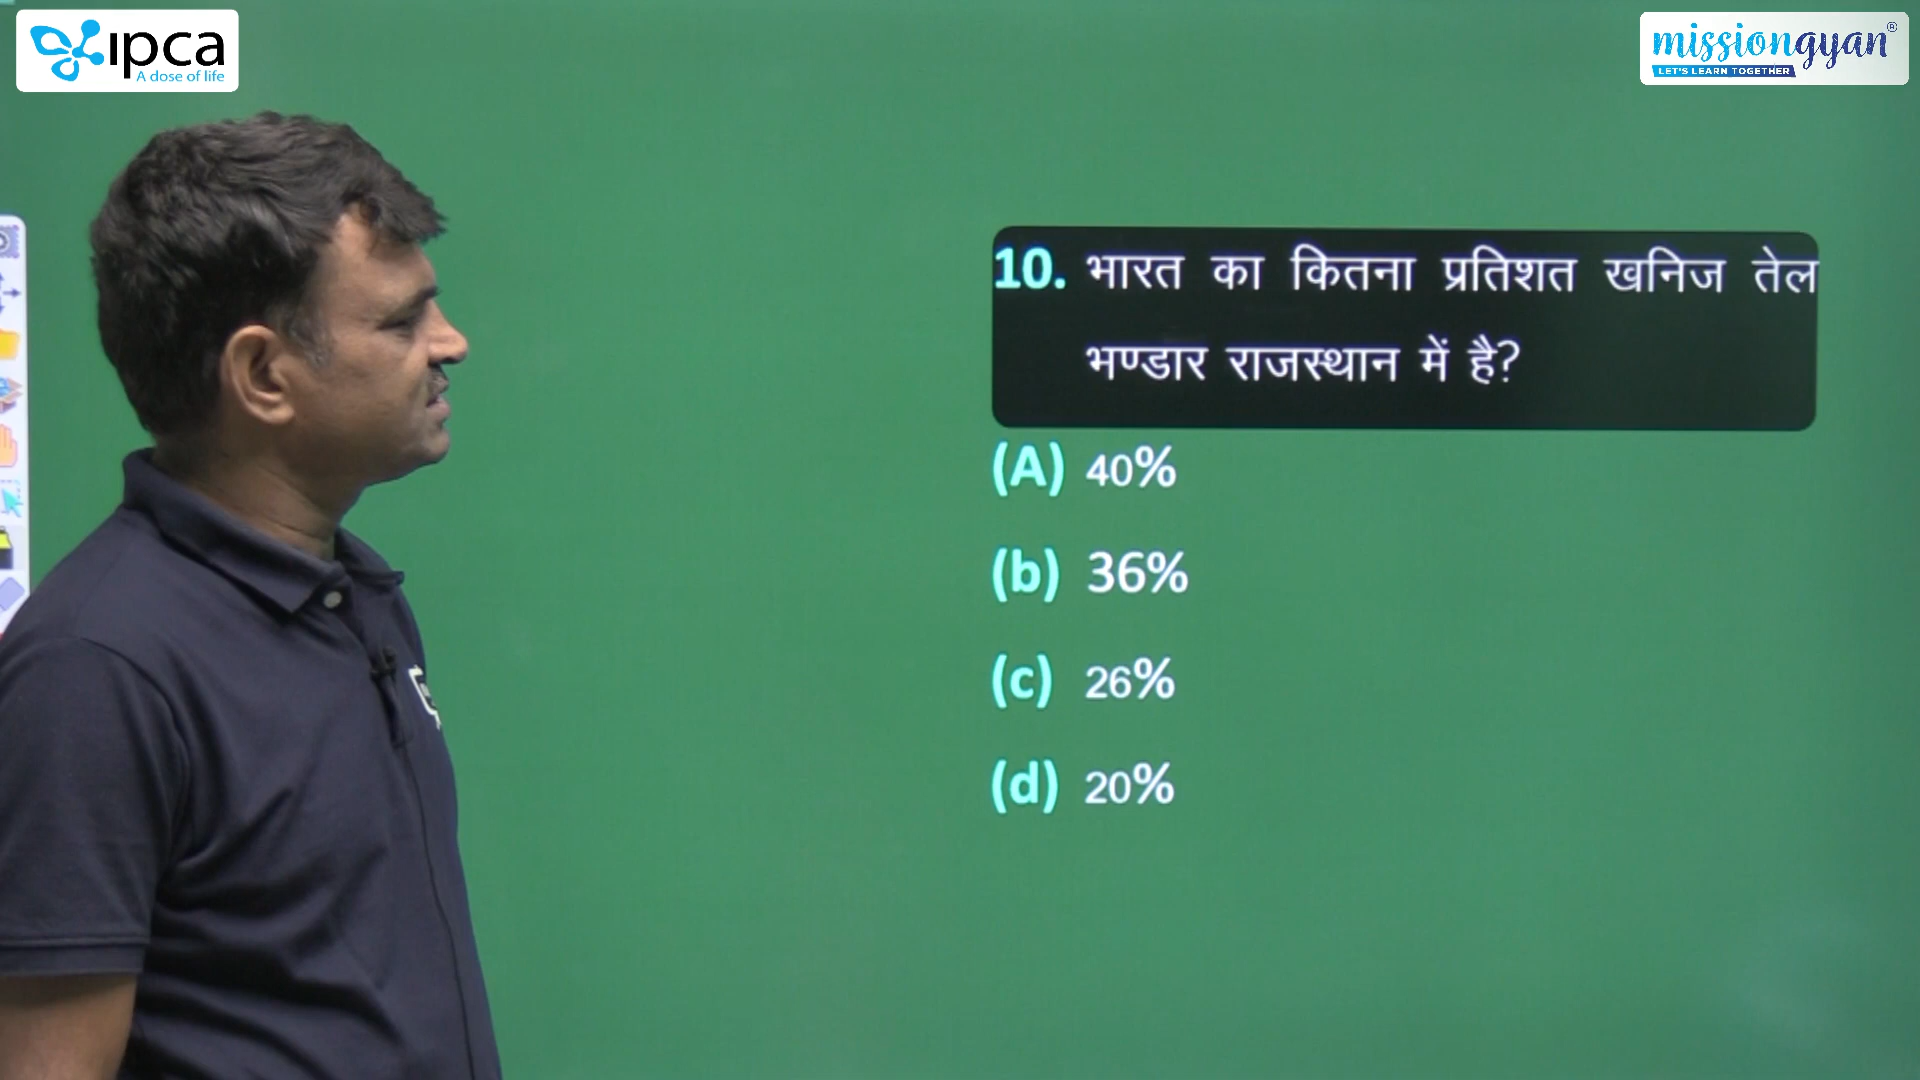 ipca
A dose of life
missiongyan®
LET'S LEARN TOGETHER
10. भारत का कितना प्रतिशत खनिज तेल
भण्डार राजस्थान में है?
(A) 40%
(b) 36%
(c) 26%
(d) 20%